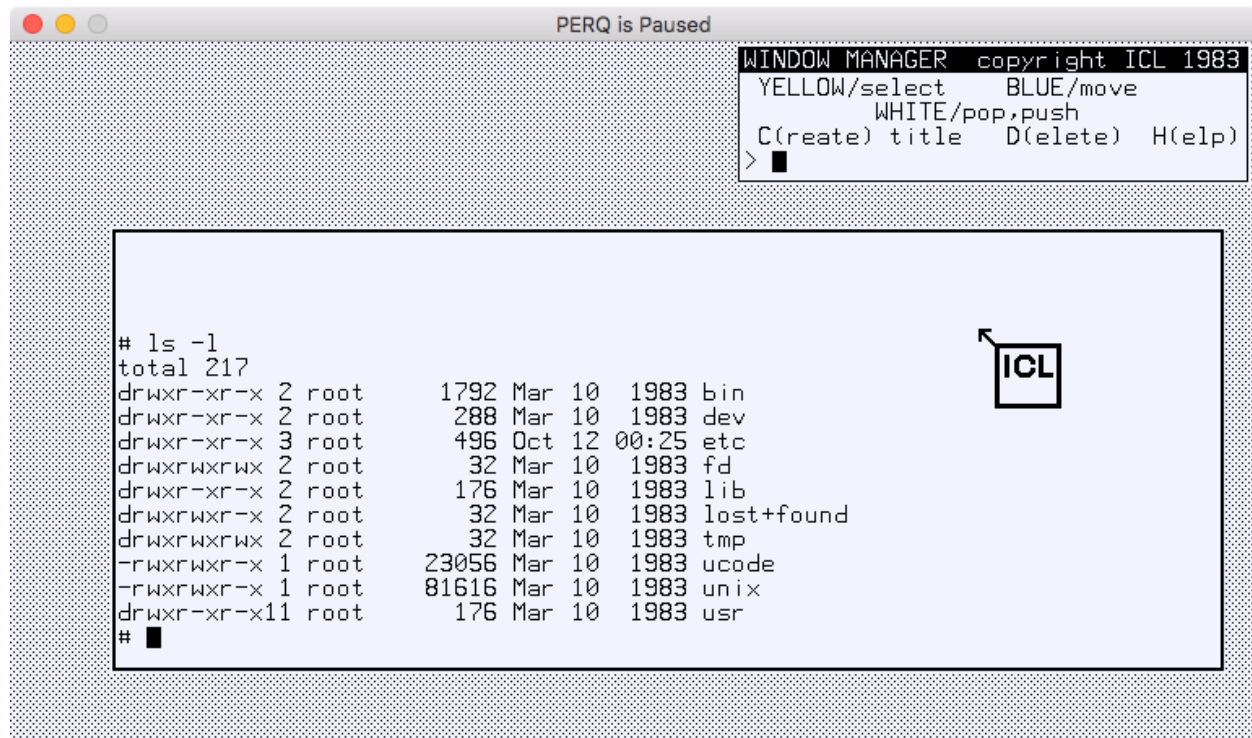 PERQ is Paused
WINDOW MANAGER  copyright ICL 1983
YELLOW/select    BLUE/move
WHITE/pop,push
C(reate) title   D(elete)  H(elp)
>
# ls -l
total 217
drwxr-xr-x 2 root     1792 Mar 10  1983 bin
drwxr-xr-x 2 root      288 Mar 10  1983 dev
drwxr-xr-x 3 root      496 Oct 12 00:25 etc
drwxrwxrwx 2 root       32 Mar 10  1983 fd
drwxr-xr-x 2 root      176 Mar 10  1983 lib
drwxrwxr-x 2 root       32 Mar 10  1983 lost+found
drwxrwxrwx 2 root       32 Mar 10  1983 tmp
-rwxrwxr-x 1 root    23056 Mar 10  1983 ucode
-rwxrwxr-x 1 root    81616 Mar 10  1983 unix
drwxr-xr-x11 root      176 Mar 10  1983 usr
#
ICL